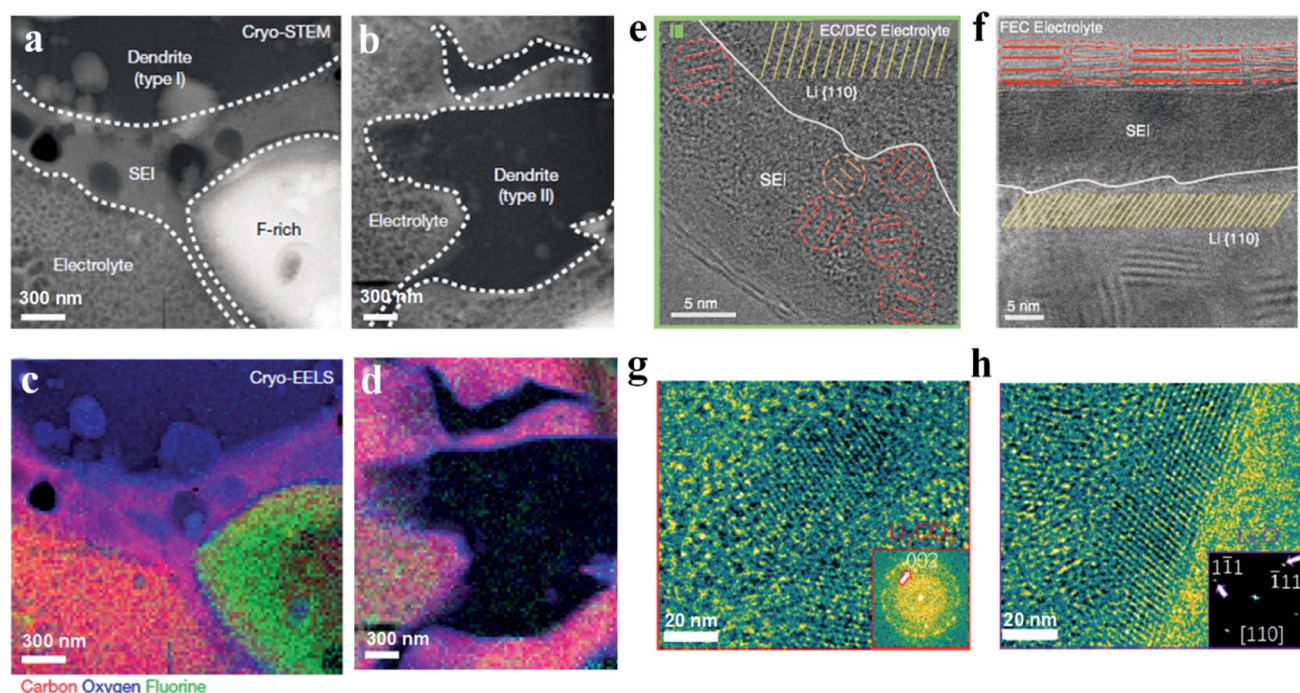 a
Cryo-STEM
Dendrite
(type I)
SEI
F-rich
Electrolyte
300 nm
b
Dendrite
(type II)
Electrolyte
300 nm
c
Cryo-EELS
300 nm
Carbon Oxygen Fluorine
d
300 nm
e
EC/DEC Electrolyte
Li {110}
SEI
5 nm
f
FEC Electrolyte
SEI
Li {110}
5 nm
g
002
20 nm
h
11̄1
1̄11
[110]
20 nm